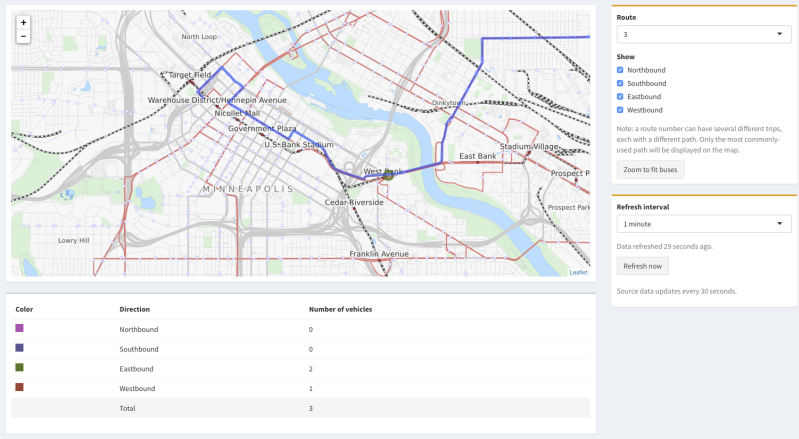 +
−
North Loop
Target Field
Warehouse District/Hennepin Avenue
Nicollet Mall
Government Plaza
U.S. Bank Stadium
Dinkytown
West Bank
East Bank
Stadium Village
Prospect P
MINNEAPOLIS
Cedar-Riverside
Prospect Park
Lowry Hill
Franklin Avenue
Leaflet
Color Direction Number of vehicles
Northbound 0
Southbound 0
Eastbound 2
Westbound 1
Total 3
Route
3
Show
Northbound
Southbound
Eastbound
Westbound
Note: a route number can have several different trips,
each with a different path. Only the most commonly-
used path will be displayed on the map.
Zoom to fit buses
Refresh interval
1 minute
Data refreshed 29 seconds ago.
Refresh now
Source data updates every 30 seconds.